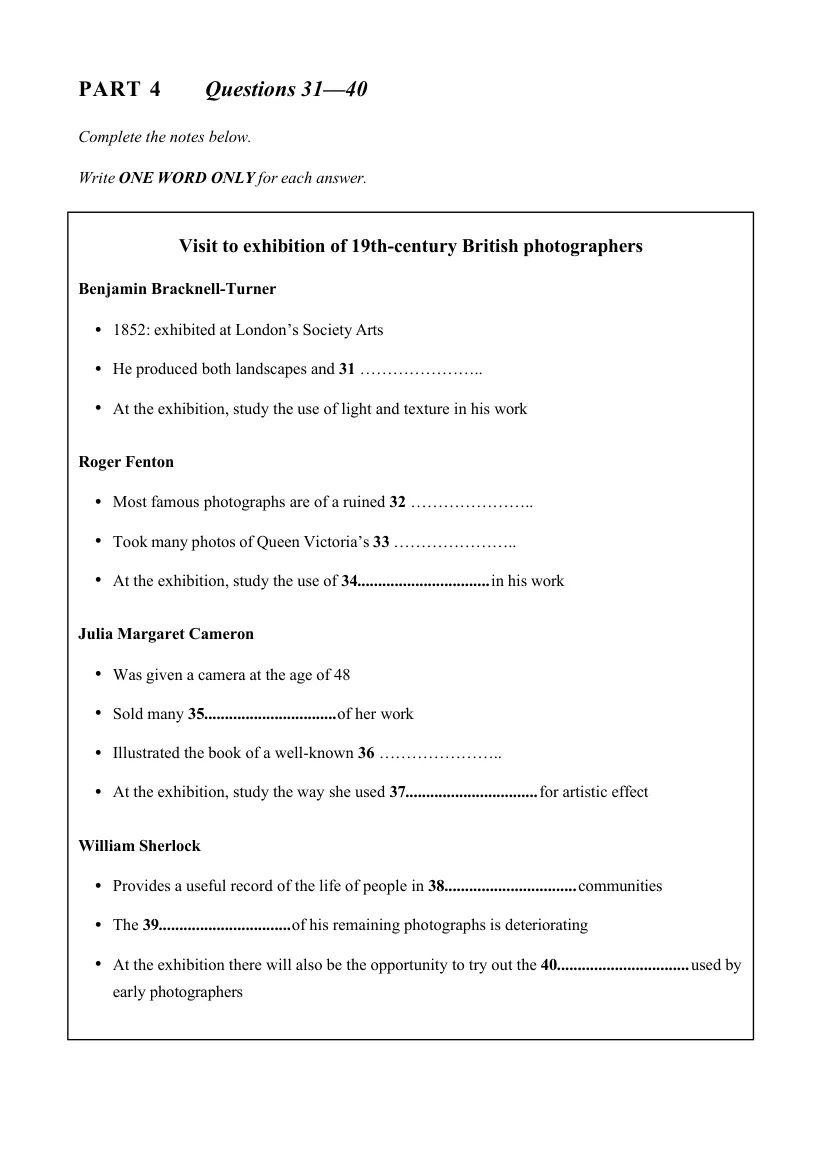 PART 4 Questions 31—40
Complete the notes below.
Write ONE WORD ONLY for each answer.
Visit to exhibition of 19th-century British photographers
Benjamin Bracknell-Turner
• 1852: exhibited at London’s Society Arts
• He produced both landscapes and 31 …………………..
• At the exhibition, study the use of light and texture in his work
Roger Fenton
• Most famous photographs are of a ruined 32 …………………..
• Took many photos of Queen Victoria’s 33 …………………..
• At the exhibition, study the use of 34................................in his work
Julia Margaret Cameron
• Was given a camera at the age of 48
• Sold many 35................................of her work
• Illustrated the book of a well-known 36 …………………..
• At the exhibition, study the way she used 37................................for artistic effect
William Sherlock
• Provides a useful record of the life of people in 38................................communities
• The 39................................of his remaining photographs is deteriorating
• At the exhibition there will also be the opportunity to try out the 40................................used by
early photographers